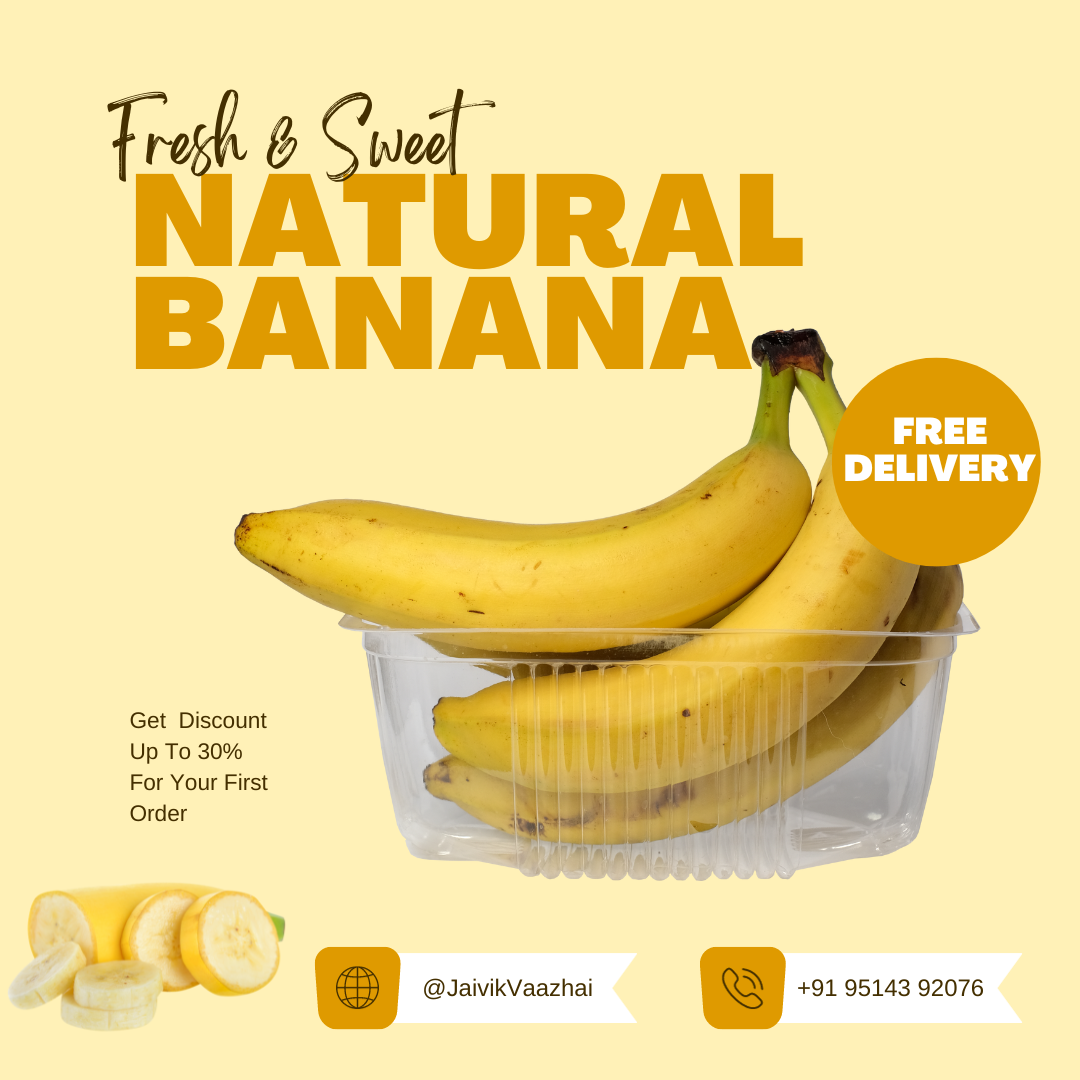 Fresh & Sweet
NATURAL
BANANA
FREE
DELIVERY
Get  Discount
Up To 30%
For Your First
Order
@JaivikVaazhai
+91 95143 92076